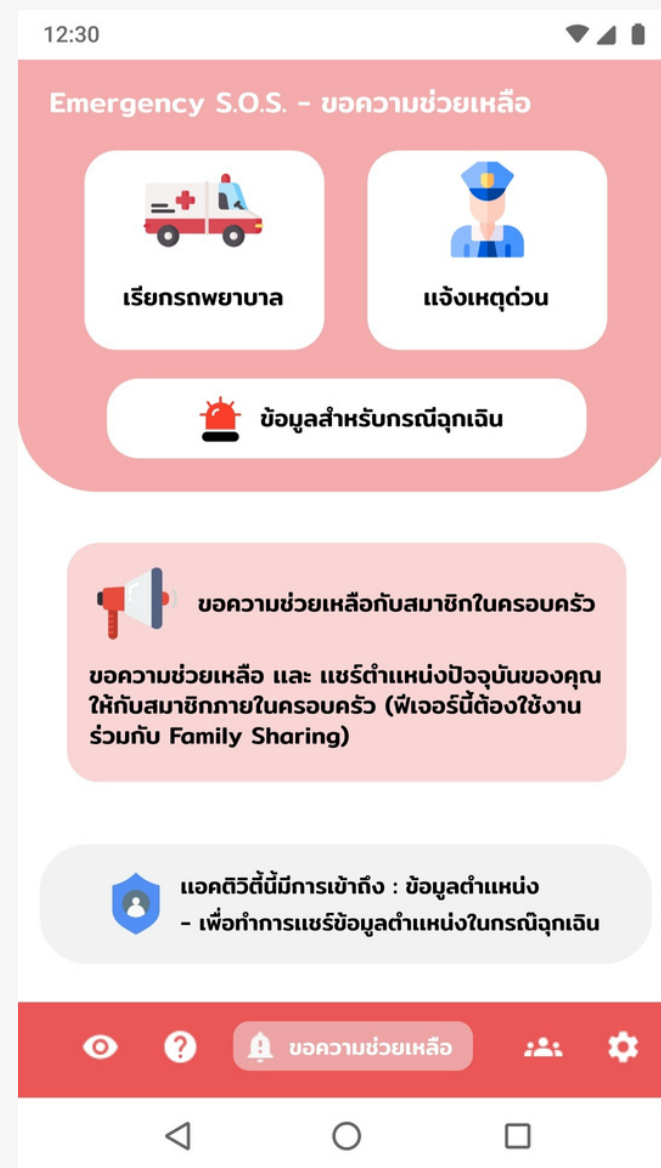 12:30
Emergency S.O.S. - ขอความช่วยเหลือ
เรียกรถพยาบาล
แจ้งเหตุด่วน
ข้อมูลสำหรับกรณีฉุกเฉิน
ขอความช่วยเหลือกับสมาชิกในครอบครัว
ขอความช่วยเหลือ และ แชร์ตำแหน่งปัจจุบันของคุณ
ให้กับสมาชิกภายในครอบครัว (ฟีเจอร์นี้ต้องใช้งาน
ร่วมกับ Family Sharing)
แอคติวิตี้นี้มีการเข้าถึง : ข้อมูลตำแหน่ง
- เพื่อทำการแชร์ข้อมูลตำแหน่งในกรณีฉุกเฉิน
ขอความช่วยเหลือ